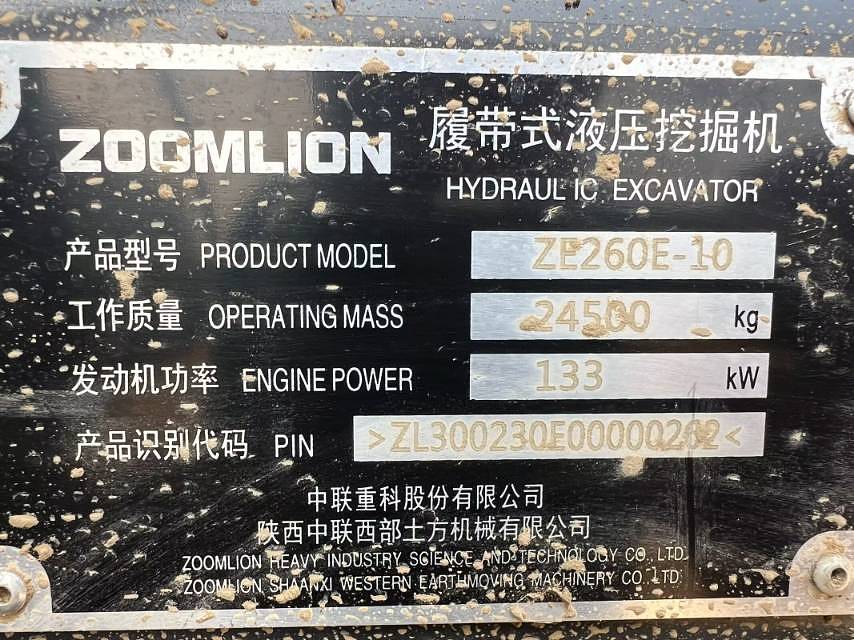 ZOOMLION
履带式液压挖掘机
HYDRAULIC EXCAVATOR
产品型号 PRODUCT MODEL ZE260E-10
工作质量 OPERATING MASS 24500 kg
发动机功率 ENGINE POWER 133 kW
产品识别代码 PIN >ZL300230E00000202<
中联重科股份有限公司
陕西中联西部土方机械有限公司
ZOOMLION HEAVY INDUSTRY SCIENCE AND TECHNOLOGY CO., LTD.
ZOOMLION SHAANXI WESTERN EARTHMOVING MACHINERY CO., LTD.